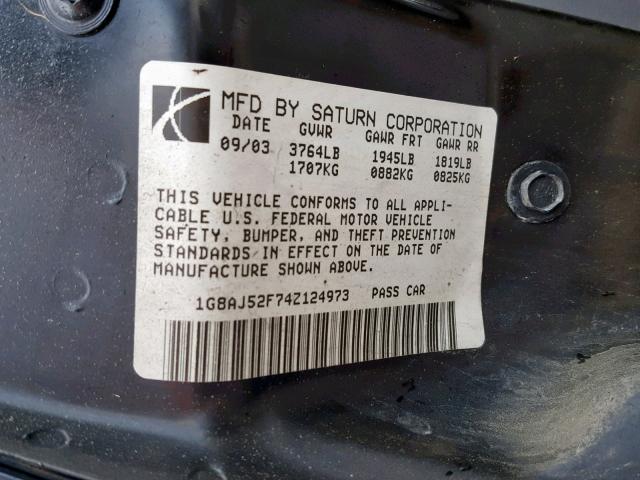 MFD BY SATURN CORPORATION
DATE GVWR GAWR FRT GAWR RR
09/03 3764LB 1945LB 1819LB
1707KG 0882KG 0825KG
THIS VEHICLE CONFORMS TO ALL APPLI-
CABLE U.S. FEDERAL MOTOR VEHICLE
SAFETY, BUMPER, AND THEFT PREVENTION
STANDARDS IN EFFECT ON THE DATE OF
MANUFACTURE SHOWN ABOVE.
1G8AJ52F74Z124973 PASS CAR